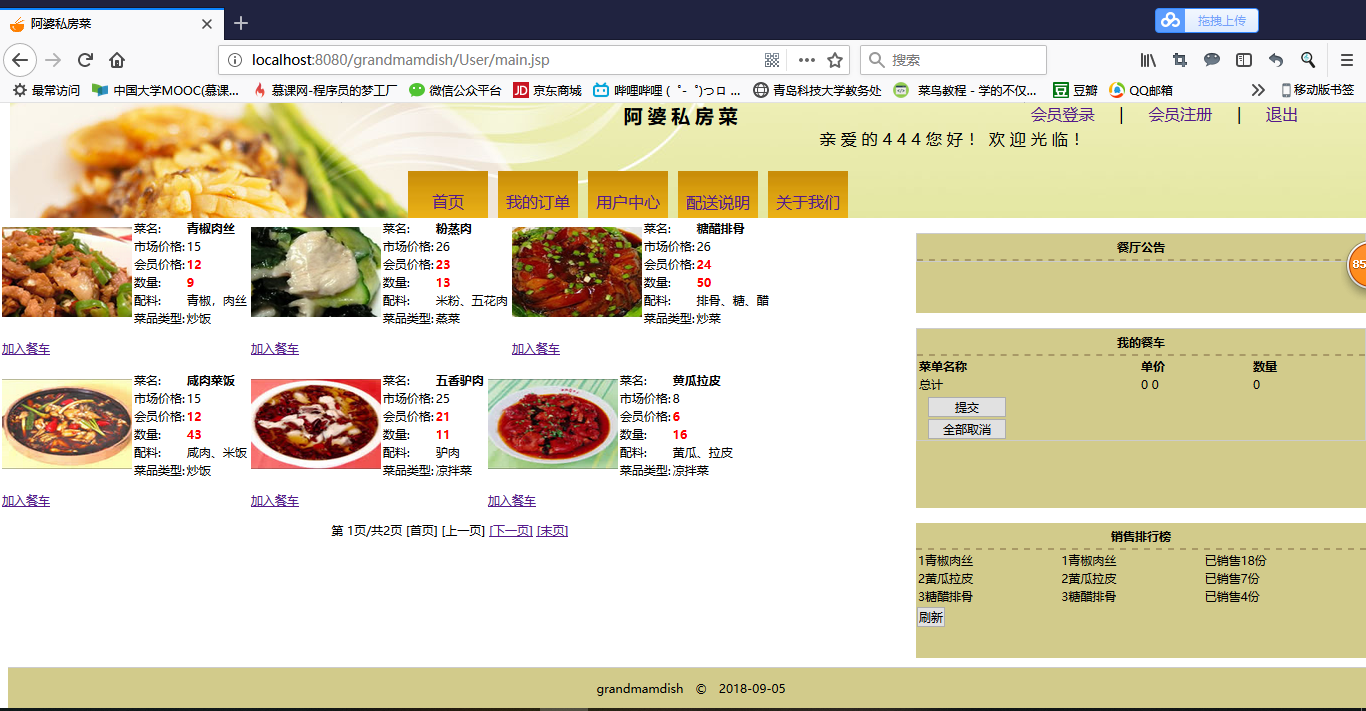 阿婆私房菜
拖拽上传
localhost:8080/grandmamdish/User/main.jsp
搜索
最常访问 中国大学MOOC(慕课... 慕课网-程序员的梦工厂 微信公众平台 JD 京东商城 哔哩哔哩 ( ゜- ゜)つロ ... 青岛科技大学教务处 菜鸟教程 - 学的不仅... 豆 豆瓣 QQ邮箱 移动版书签
阿婆私房菜
会员登录 | 会员注册 | 退出
亲爱的444您好！欢迎光临！
首页 我的订单 用户中心 配送说明 关于我们
菜名: 青椒肉丝
市场价格: 15
会员价格: 12
数量: 9
配料: 青椒，肉丝
菜品类型: 炒饭
加入餐车
菜名: 粉蒸肉
市场价格: 26
会员价格: 23
数量: 13
配料: 米粉、五花肉
菜品类型: 蒸菜
加入餐车
菜名: 糖醋排骨
市场价格: 26
会员价格: 24
数量: 50
配料: 排骨、糖、醋
菜品类型: 炒菜
加入餐车
菜名: 咸肉菜饭
市场价格: 15
会员价格: 12
数量: 43
配料: 咸肉、米饭
菜品类型: 炒饭
加入餐车
菜名: 五香驴肉
市场价格: 25
会员价格: 21
数量: 11
配料: 驴肉
菜品类型: 凉拌菜
加入餐车
菜名: 黄瓜拉皮
市场价格: 8
会员价格: 6
数量: 16
配料: 黄瓜、拉皮
菜品类型: 凉拌菜
加入餐车
第 1页/共2页 [首页] [上一页] [下一页] [末页]
餐厅公告
85
我的餐车
菜单名称 单价 数量
总计 0 0 0
提交
全部取消
销售排行榜
1青椒肉丝 1青椒肉丝 已销售18份
2黄瓜拉皮 2黄瓜拉皮 已销售7份
3糖醋排骨 3糖醋排骨 已销售4份
刷新
grandmamdish © 2018-09-05